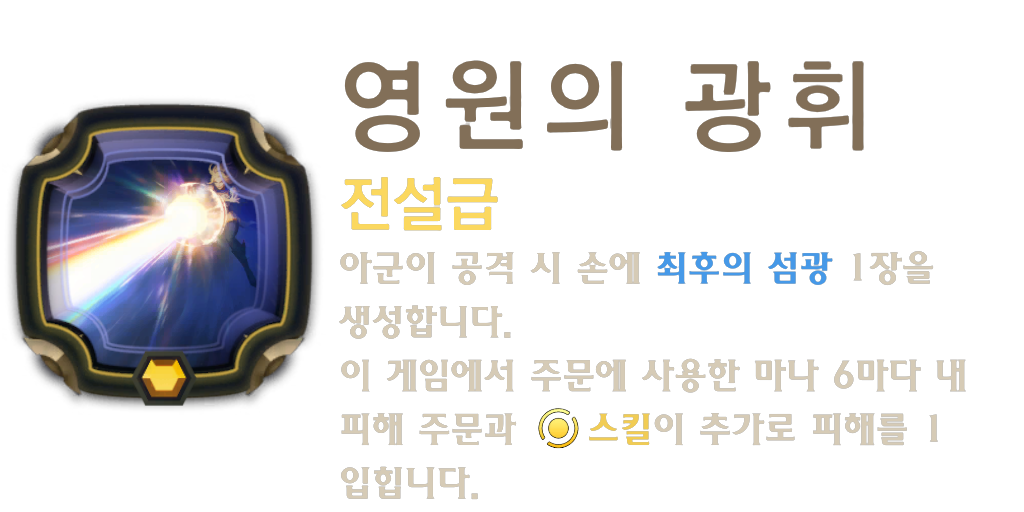 영원의 광휘
전설급
아군이 공격 시 손에 최후의 섬광 1장을
생성합니다.
이 게임에서 주문에 사용한 마나 6마다 내
피해 주문과 스킬이 추가로 피해를 1
입힙니다.